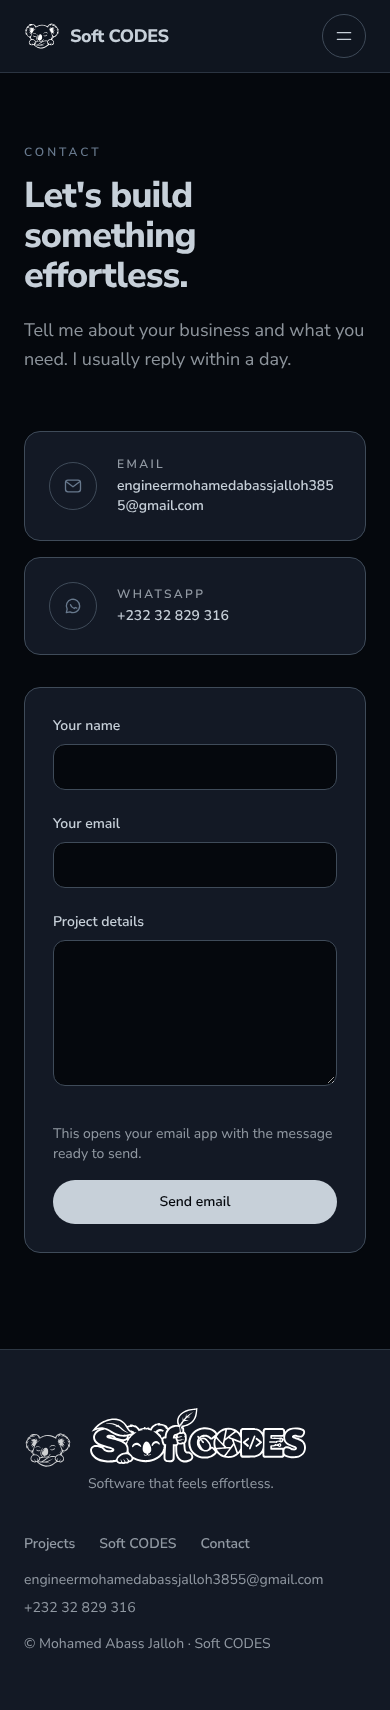 Soft CODES
CONTACT
Let's build
something
effortless.
Tell me about your business and what you
need. I usually reply within a day.
EMAIL
engineermohamedabassjalloh385
5@gmail.com
WHATSAPP
+232 32 829 316
Your name
Your email
Project details
This opens your email app with the message
ready to send.
Send email
SoftCODES
Software that feels effortless.
Projects Soft CODES Contact
engineermohamedabassjalloh3855@gmail.com
+232 32 829 316
© Mohamed Abass Jalloh · Soft CODES